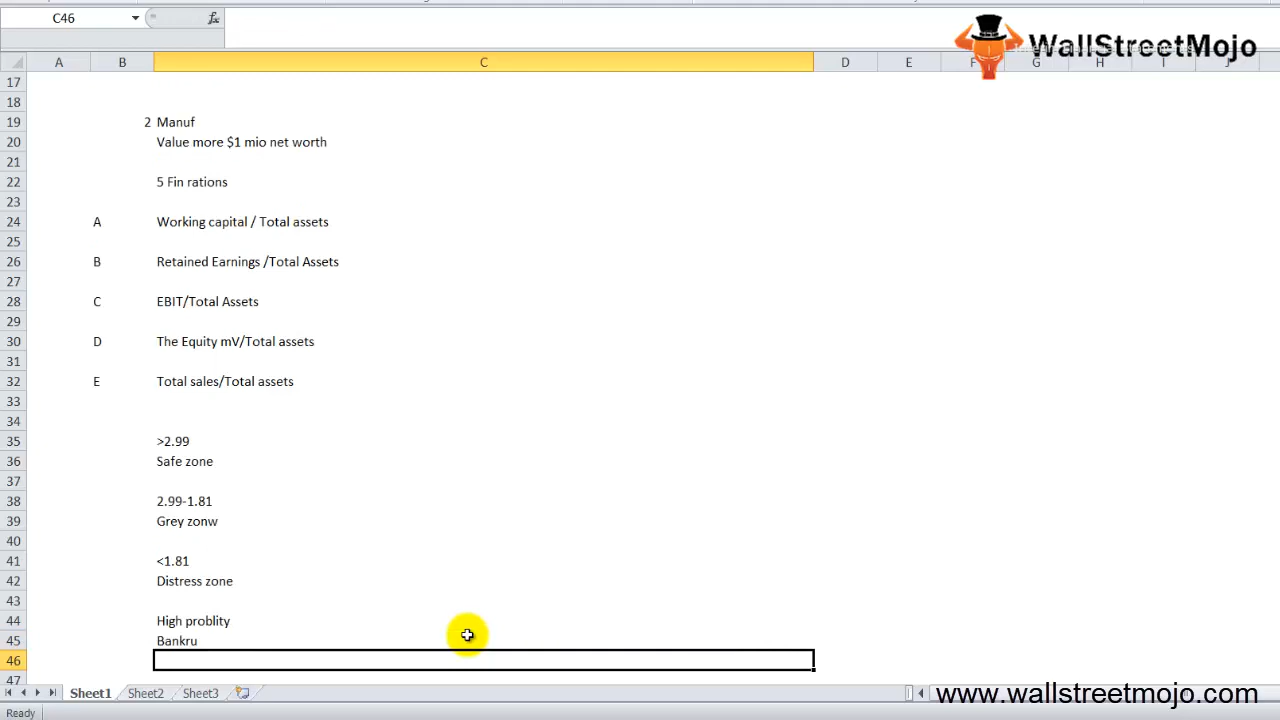 C46
fx
WallStreetMojo
A B C D E F G H I J
17
18
19 2 Manuf
20 Value more $1 mio net worth
21
22 5 Fin rations
23
24 A Working capital / Total assets
25
26 B Retained Earnings /Total Assets
27
28 C EBIT/Total Assets
29
30 D The Equity mV/Total assets
31
32 E Total sales/Total assets
33
34
35 >2.99
36 Safe zone
37
38 2.99-1.81
39 Grey zonw
40
41 <1.81
42 Distress zone
43
44 High problity
45 Bankru
46
47
Sheet1 Sheet2 Sheet3
www.wallstreetmojo.com
Ready